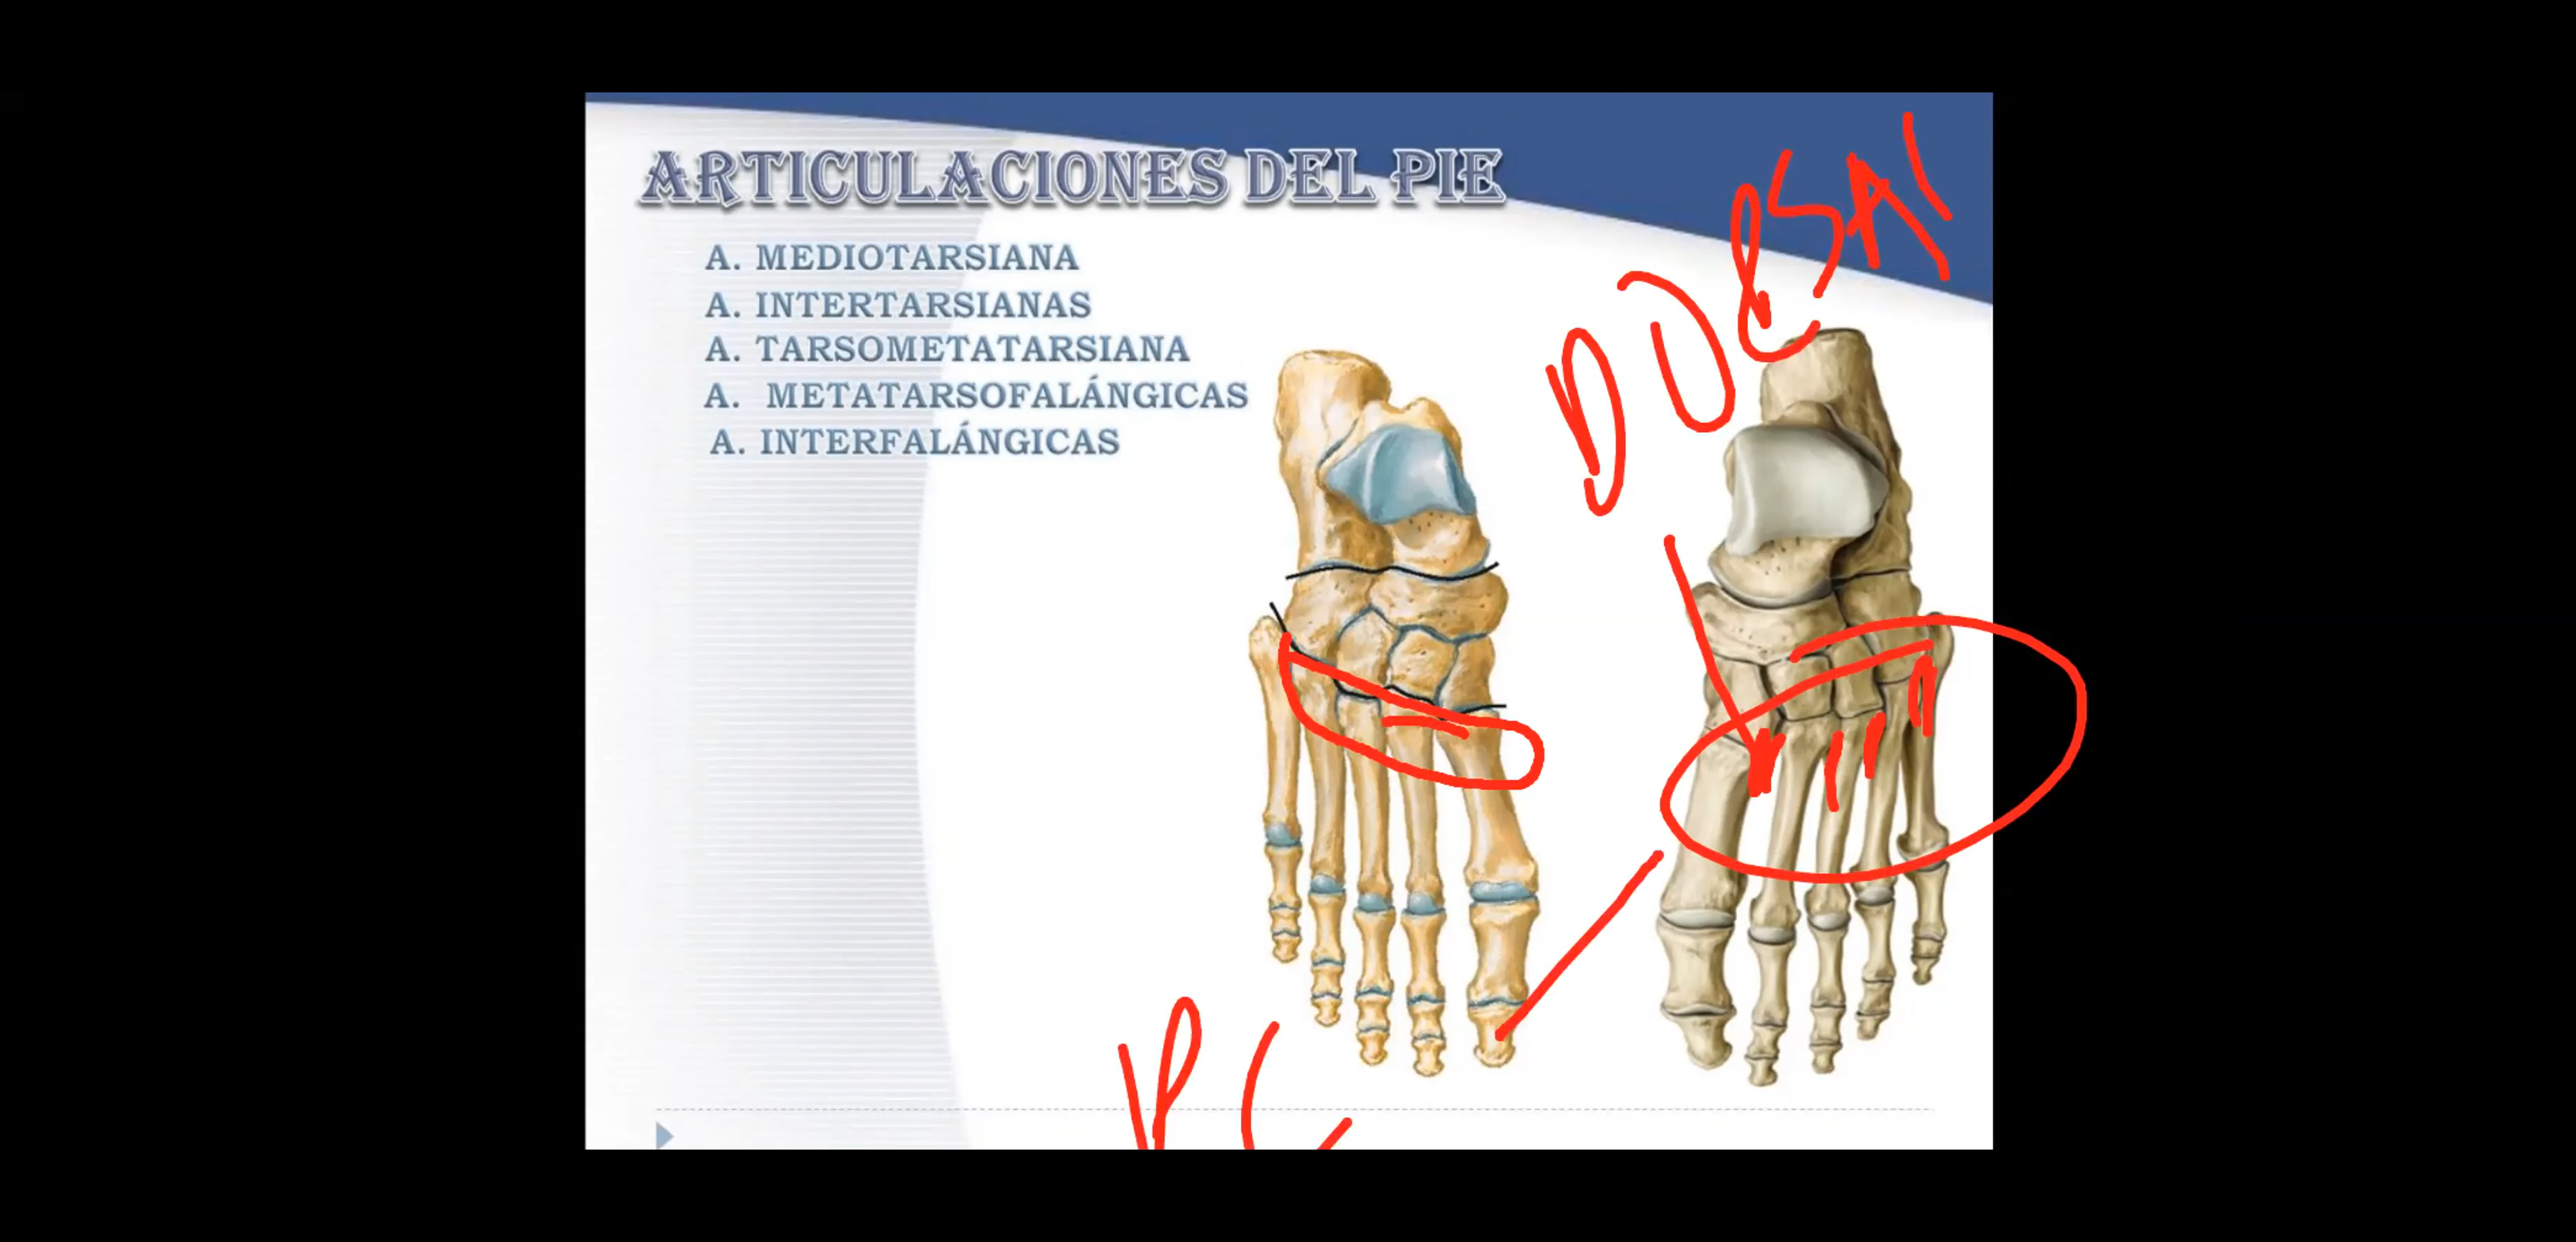 ARTICULACIONES DEL PIE
A. MEDIOTARSIANA
A. INTERTARSIANAS
A. TARSOMETATARSIANA
A. METATARSOFALÁNGICAS
A. INTERFALÁNGICAS
DORSAl